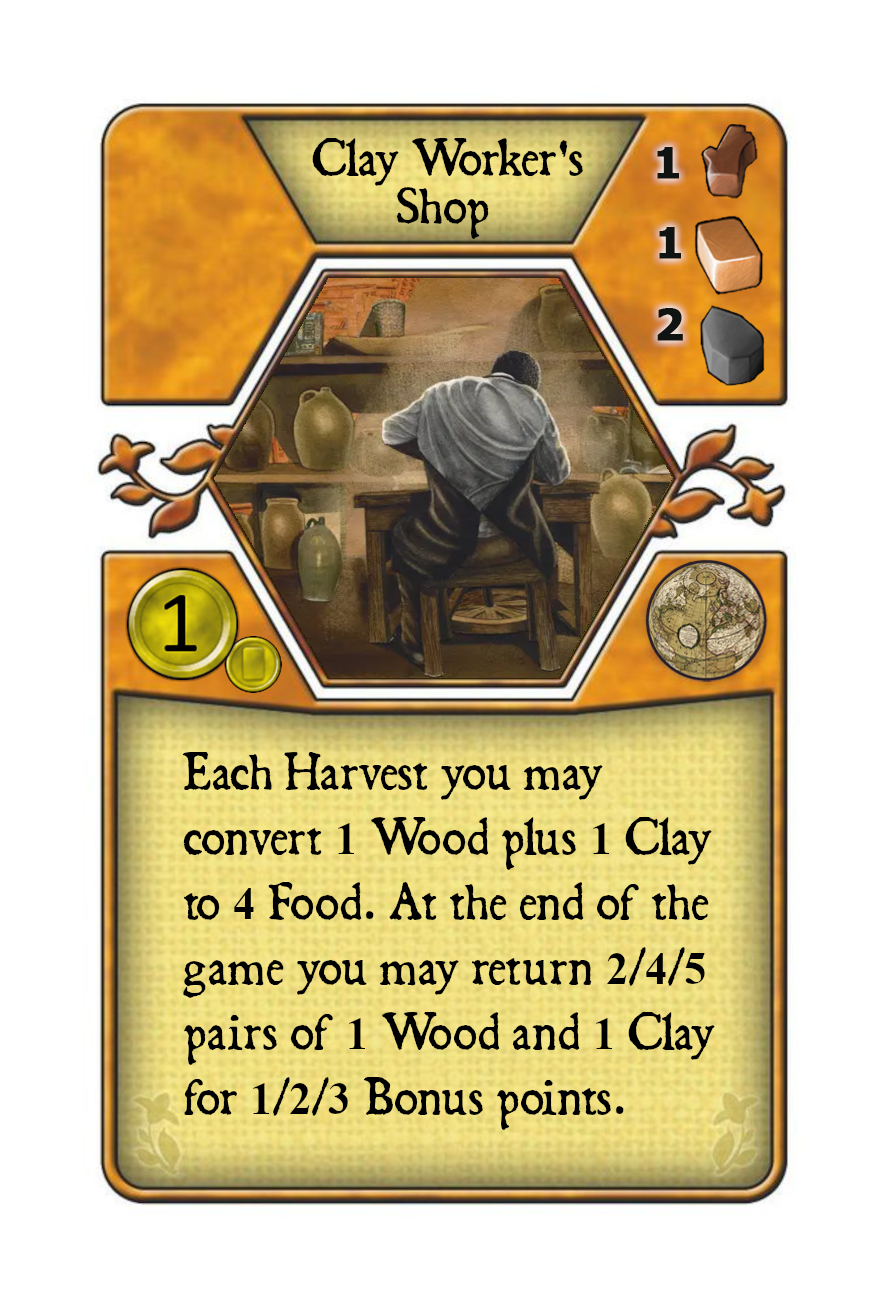 Clay Worker's
Shop
1
1
2
1
Each Harvest you may
convert 1 Wood plus 1 Clay
to 4 Food. At the end of the
game you may return 2/4/5
pairs of 1 Wood and 1 Clay
for 1/2/3 Bonus points.